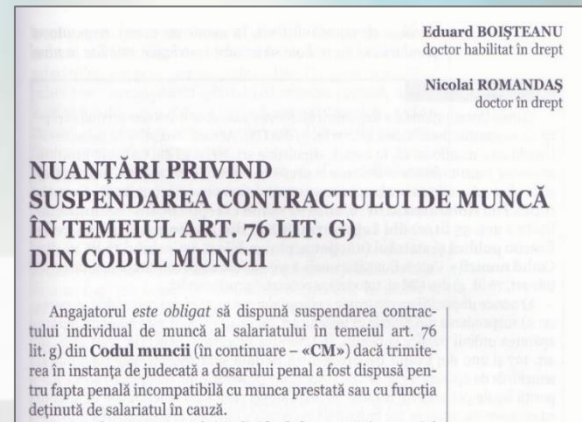 Eduard BOIȘTEANU
doctor habilitat în drept
Nicolai ROMANDAȘ
doctor în drept
NUANȚĂRI PRIVIND
SUSPENDAREA CONTRACTULUI DE MUNCĂ
ÎN TEMEIUL ART. 76 LIT. G)
DIN CODUL MUNCII
Angajatorul este obligat să dispună suspendarea contrac-
tului individual de muncă al salariatului în temeiul art. 76
lit. g) din Codul muncii (în continuare – «CM») dacă trimite-
rea în instanța de judecată a dosarului penal a fost dispusă pen-
tru fapta penală incompatibilă cu munca prestată sau cu funcția
deținută de salariatul în cauză.